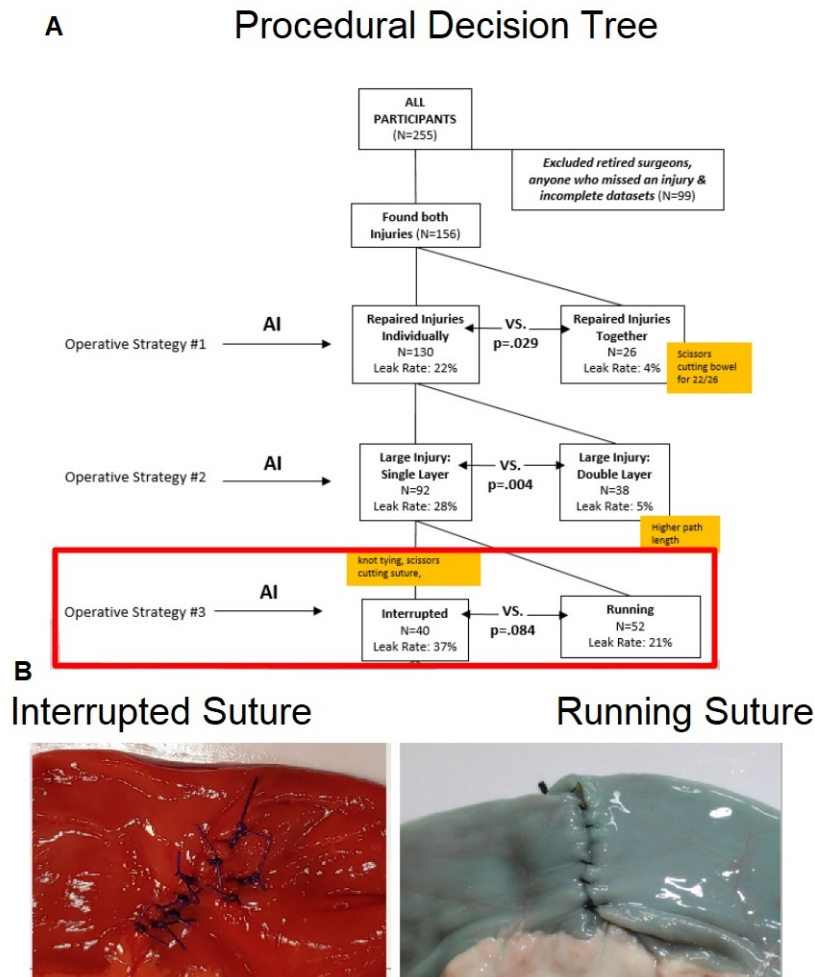 A
Procedural Decision Tree
ALL
PARTICIPANTS
(N=255)
Excluded retired surgeons,
anyone who missed an injury &
incomplete datasets (N=99)
Found both
Injuries (N=156)
Operative Strategy #1
AI
Repaired Injuries
Individually
N=130
Leak Rate: 22%
VS.
p=.029
Repaired Injuries
Together
N=26
Leak Rate: 4%
Scissors
cutting bowel
for 22/26
Operative Strategy #2
AI
Large Injury:
Single Layer
N=92
Leak Rate: 28%
VS.
p=.004
Large Injury:
Double Layer
N=38
Leak Rate: 5%
Higher path
length
knot tying, scissors
cutting suture,
Operative Strategy #3
AI
Interrupted
N=40
Leak Rate: 37%
VS.
p=.084
Running
N=52
Leak Rate: 21%
B
Interrupted Suture
Running Suture